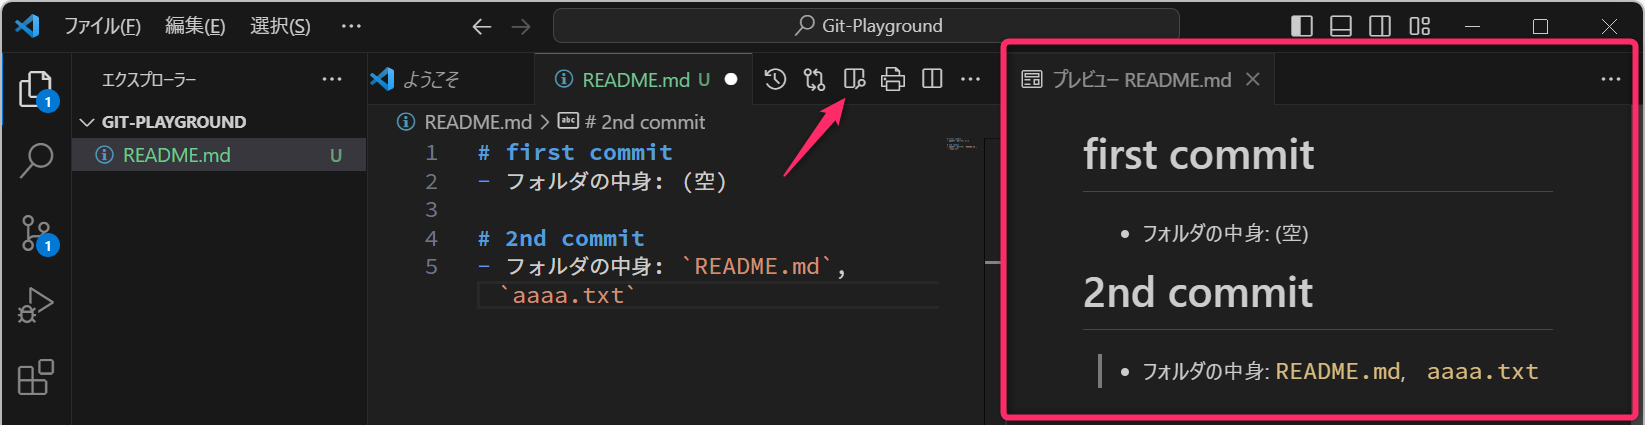 ファイル(F) 編集(E) 選択(S) ··· Git-Playground
エクスプローラー ···
GIT-PLAYGROUND
README.md U
1
1
ようこそ README.md U ···
README.md > # 2nd commit
1 # first commit
2 - フォルダの中身: (空)
3
4 # 2nd commit
5 - フォルダの中身: `README.md`,
`aaaa.txt`
プレビュー README.md ···
first commit
• フォルダの中身: (空)
2nd commit
• フォルダの中身: README.md, aaaa.txt